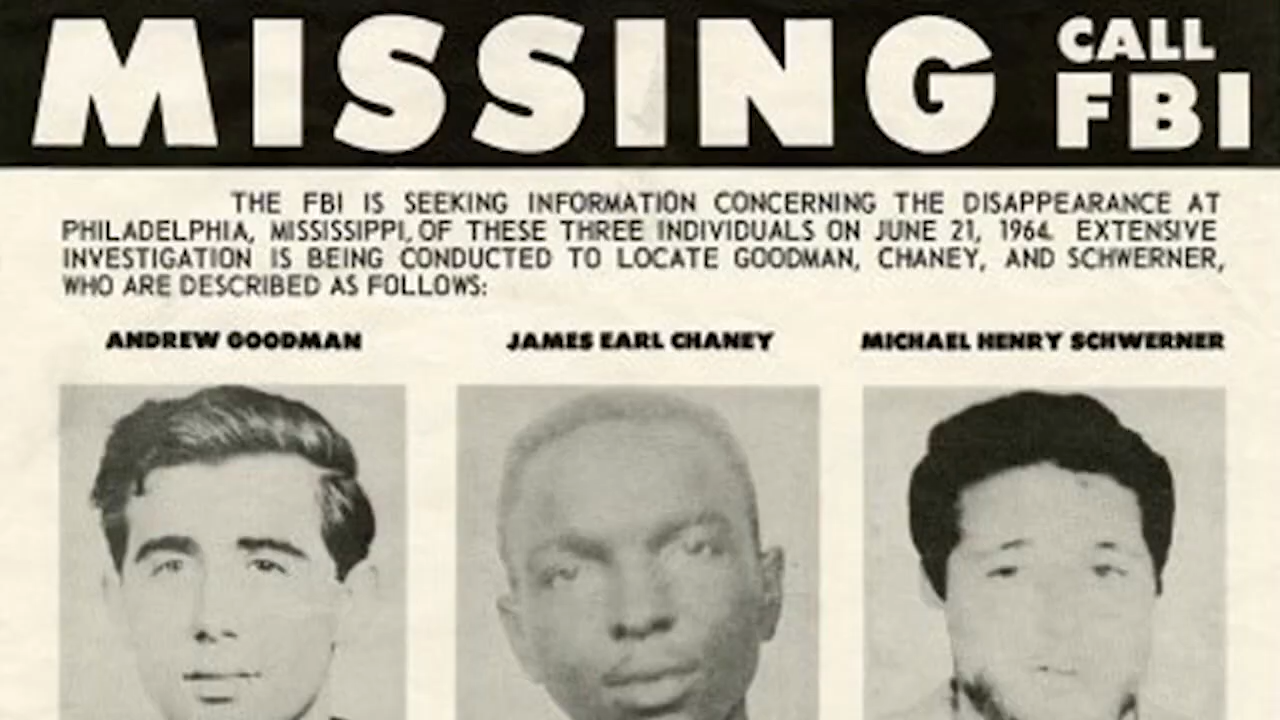 MISSING CALL FBI
THE FBI IS SEEKING INFORMATION CONCERNING THE DISAPPEARANCE AT
PHILADELPHIA, MISSISSIPPI, OF THESE THREE INDIVIDUALS ON JUNE 21, 1964. EXTENSIVE
INVESTIGATION IS BEING CONDUCTED TO LOCATE GOODMAN, CHANEY, AND SCHWERNER,
WHO ARE DESCRIBED AS FOLLOWS:
ANDREW GOODMAN JAMES EARL CHANEY MICHAEL HENRY SCHWERNER